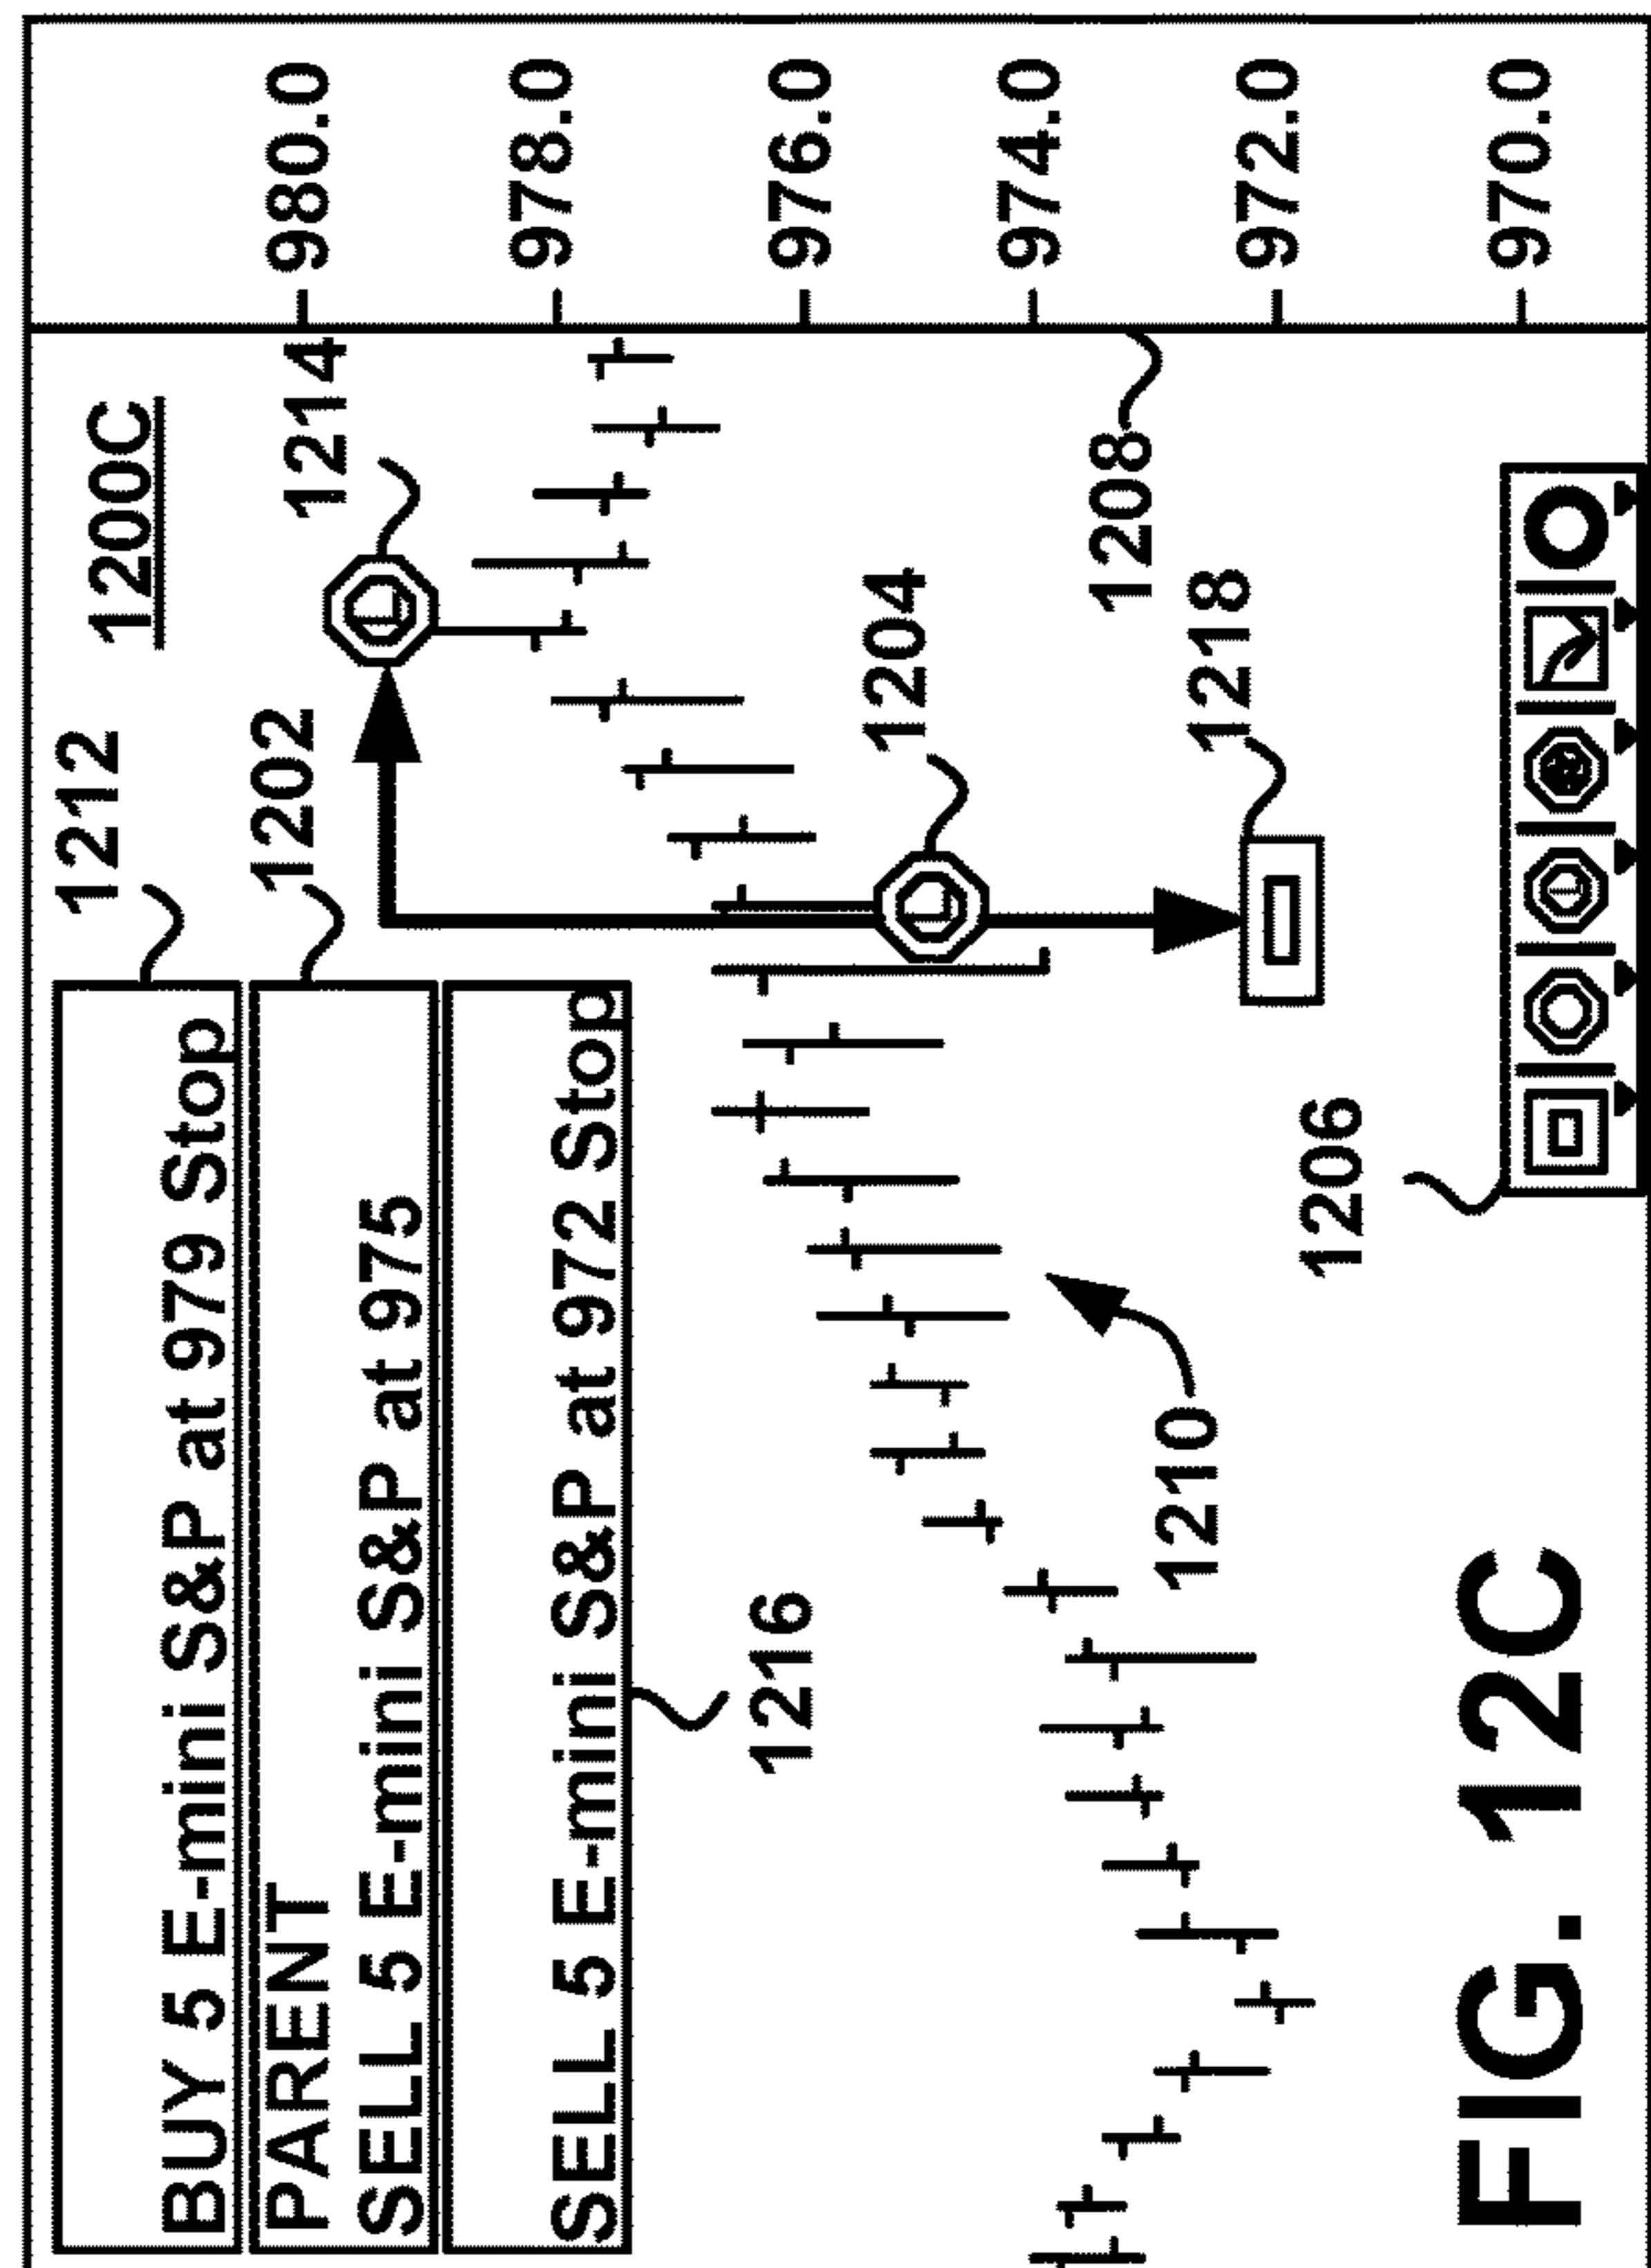 1200C
1212
BUY 5 E-mini S&P at 979 Stop
1202
PARENT
SELL 5 E-mini S&P at 975
SELL 5 E-mini S&P at 972 Stop
1216
1214
980.0
978.0
976.0
974.0
972.0
970.0
L
L
1204
1208
1218
1210
1206
L
FIG. 12C